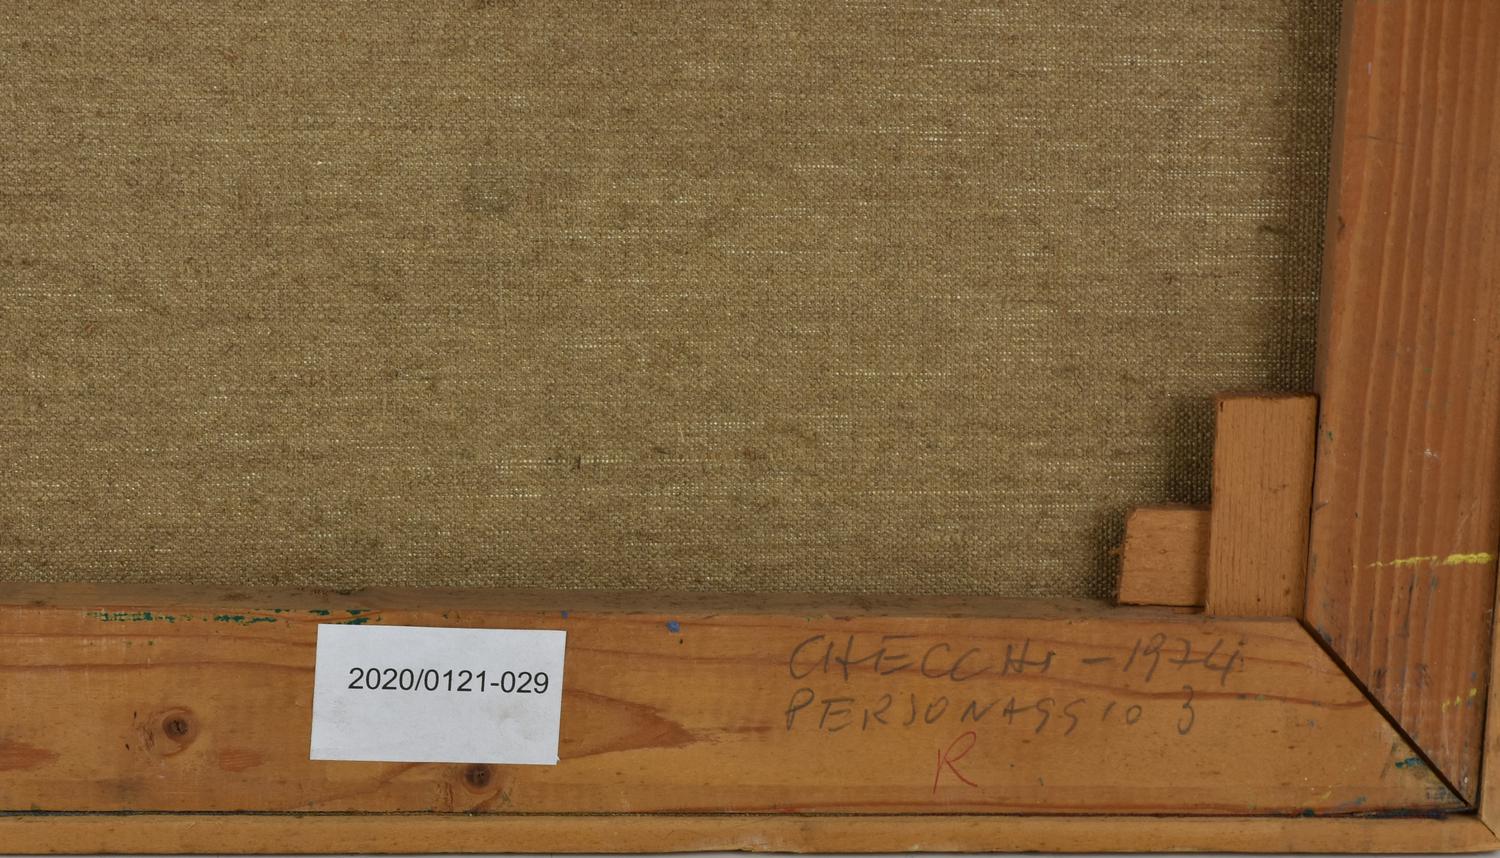 2020/0121-029
CHECCHI - 1974
PERSONAGGIO 3
R